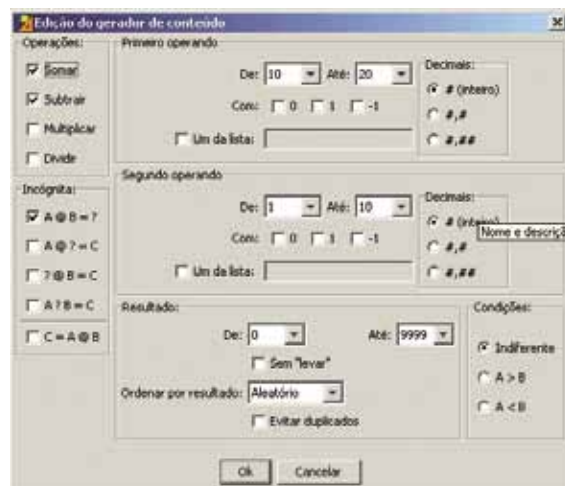 Edição do gerador de conteúdo
Operações:
Somar
Subtrair
Multiplicar
Dividir
Incógnita:
A @ B = ?
A @ ? = C
? @ B = C
A ? B = C
C = A @ B
Primeiro operando
De: 10 Até: 20
Com: 0 1 -1
Um da lista:
Decimais:
# (inteiro)
#,#
#,##
Segundo operando
De: 1 Até: 10
Com: 0 1 -1
Um da lista:
Decimais:
# (inteiro)
Nome e descriç
#,#
#,##
Resultado:
De: 0 Até: 9999
Sem "levar"
Ordenar por resultado: Aleatório
Evitar duplicados
Condições:
Indiferente
A > B
A < B
Ok Cancelar